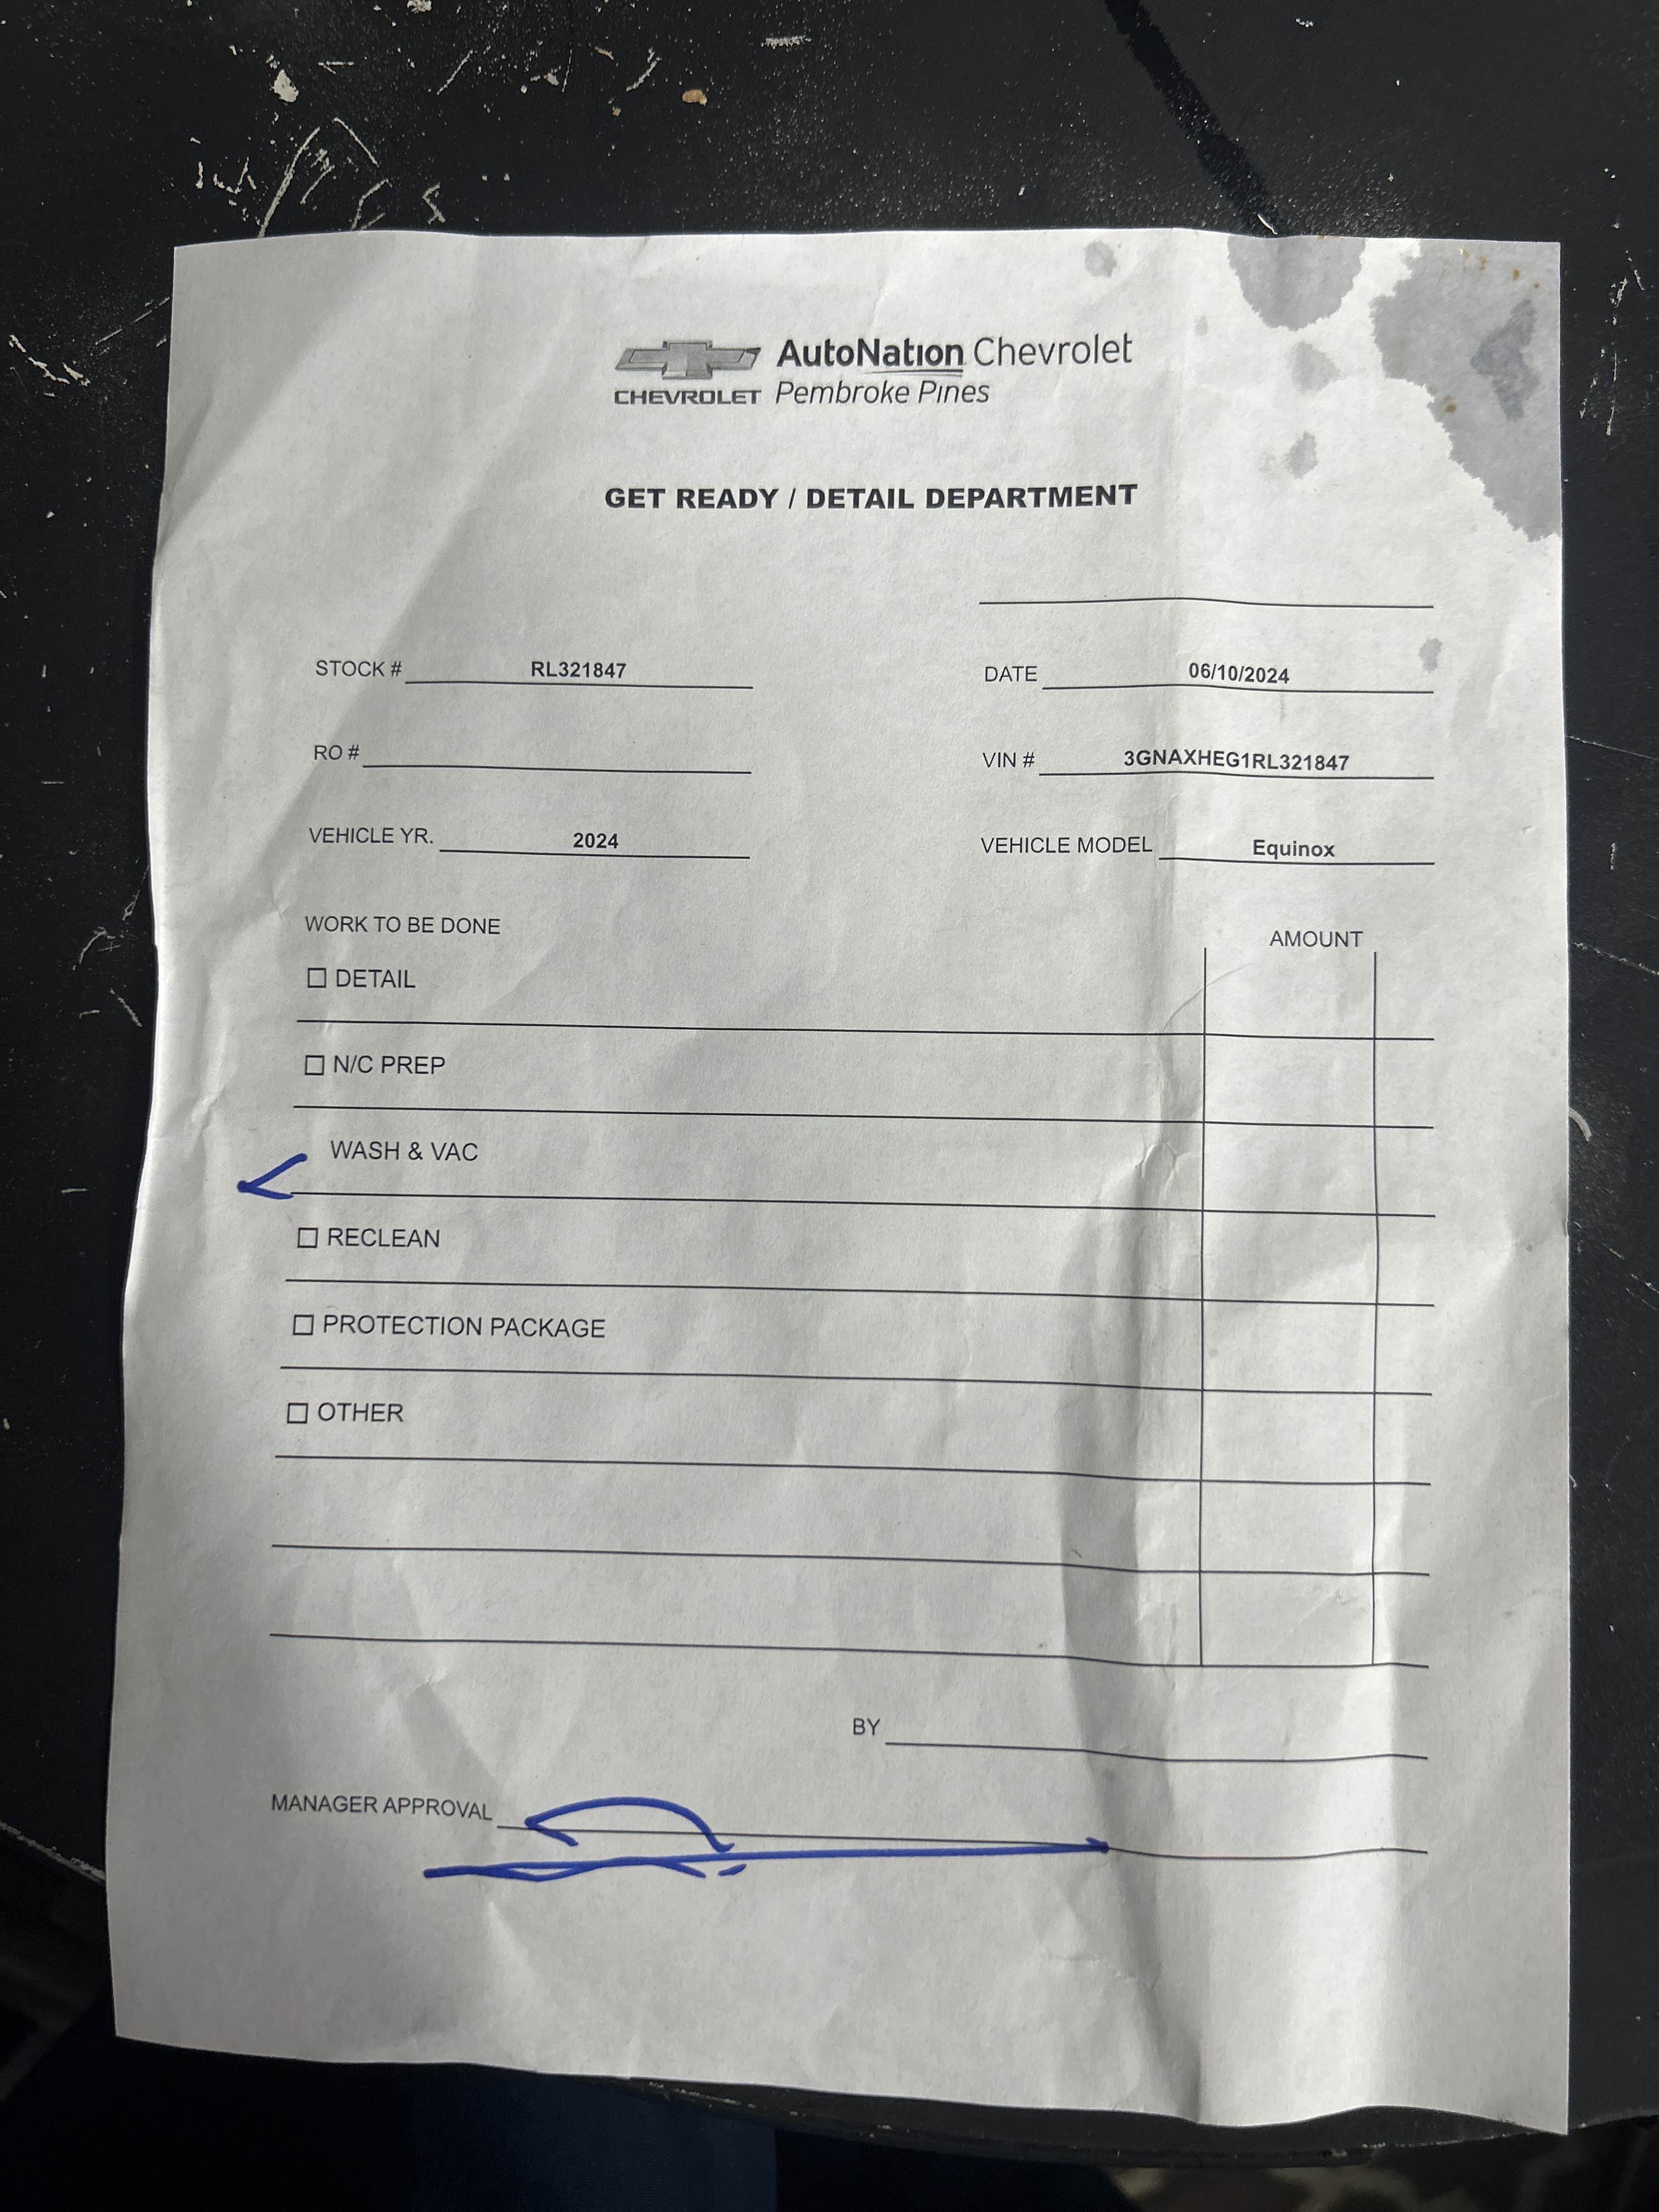 AutoNation Chevrolet
CHEVROLET Pembroke Pines
GET READY / DETAIL DEPARTMENT
STOCK # RL321847 DATE 06/10/2024
RO # VIN # 3GNAXHEG1RL321847
VEHICLE YR. 2024 VEHICLE MODEL Equinox
WORK TO BE DONE AMOUNT
☐ DETAIL
☐ N/C PREP
WASH & VAC
☐ RECLEAN
☐ PROTECTION PACKAGE
☐ OTHER
BY
MANAGER APPROVAL